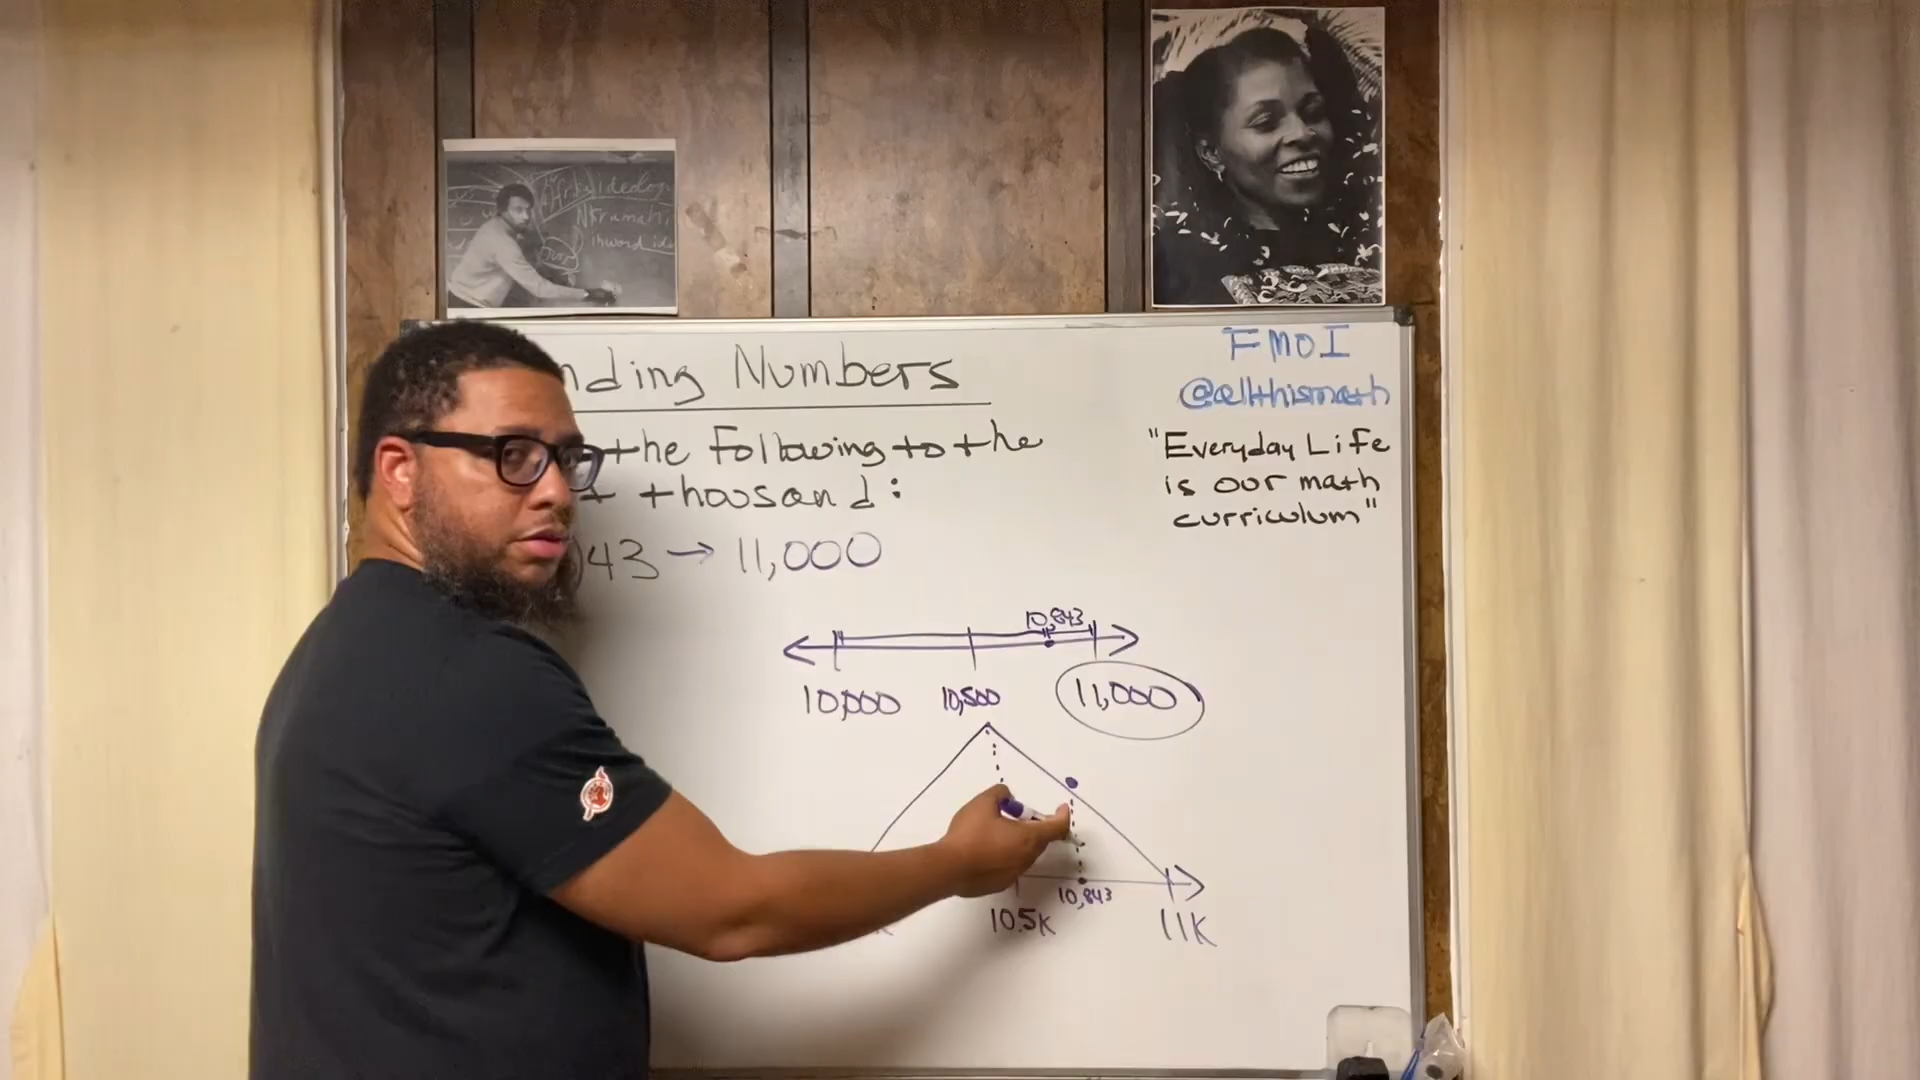 nding Numbers
the Following to the
t thousand:
43 → 11,000
10,843
10,000 10,500 11,000
10,843
10.5K 11K
K
FMOI
@allthismath
"Everyday Life
is our math
curriculum"
Nkrumah